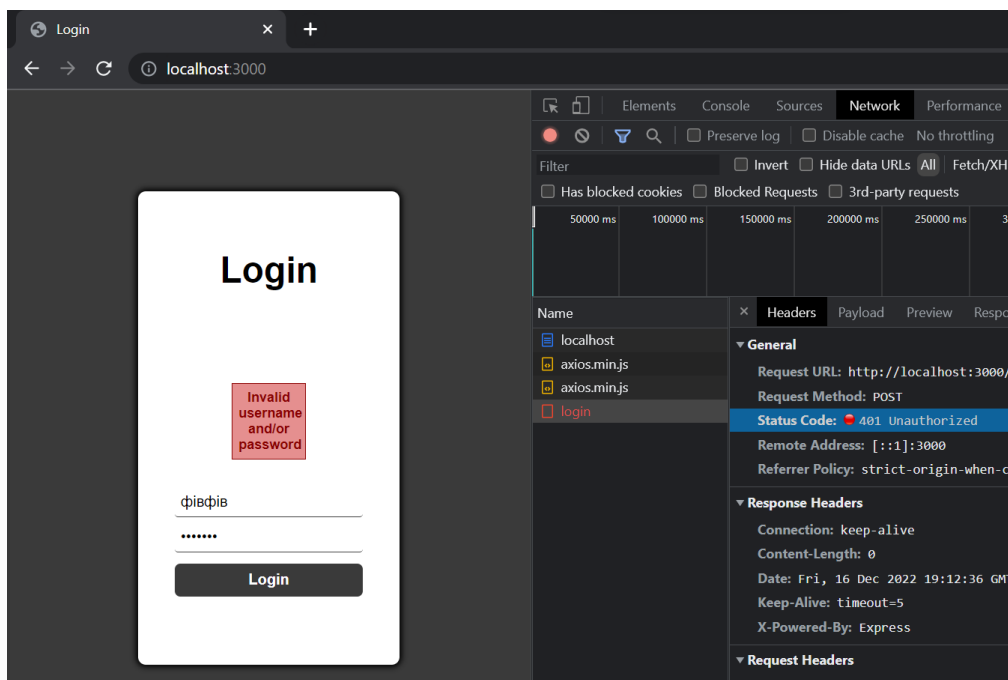 Login
localhost:3000
Elements Console Sources Network Performance
Preserve log Disable cache No throttling
Filter Invert Hide data URLs All Fetch/XH
Has blocked cookies Blocked Requests 3rd-party requests
50000 ms 100000 ms 150000 ms 200000 ms 250000 ms 3
Login
Invalid
username
and/or
password
фівфів
•••••••
Login
Name
localhost
axios.min.js
axios.min.js
login
Headers Payload Preview Respo
General
Request URL: http://localhost:3000/
Request Method: POST
Status Code: 401 Unauthorized
Remote Address: [::1]:3000
Referrer Policy: strict-origin-when-c
Response Headers
Connection: keep-alive
Content-Length: 0
Date: Fri, 16 Dec 2022 19:12:36 GMT
Keep-Alive: timeout=5
X-Powered-By: Express
Request Headers